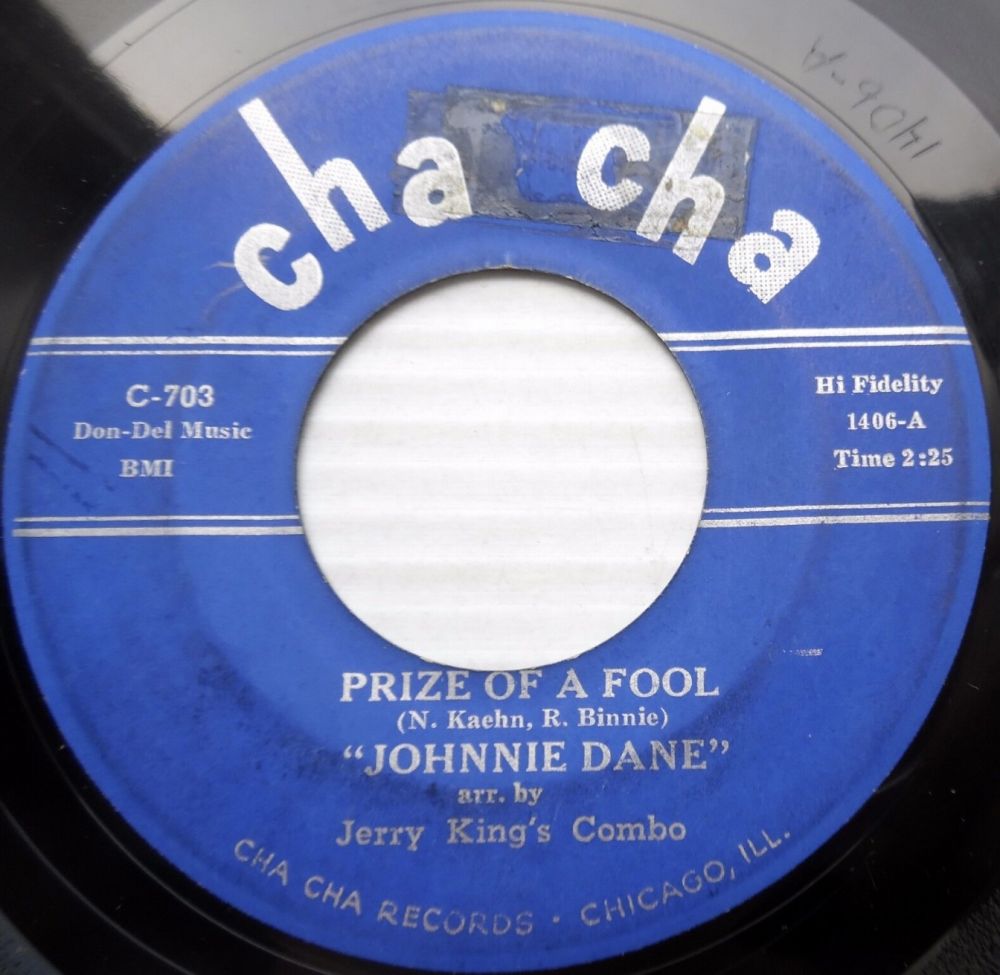 cha cha
C-703
Don-Del Music
BMI
Hi Fidelity
1406-A
Time 2:25
PRIZE OF A FOOL
(N. Kaehn, R. Binnie)
"JOHNNIE DANE"
arr. by
Jerry King's Combo
CHA CHA RECORDS · CHICAGO, ILL.
1406-A